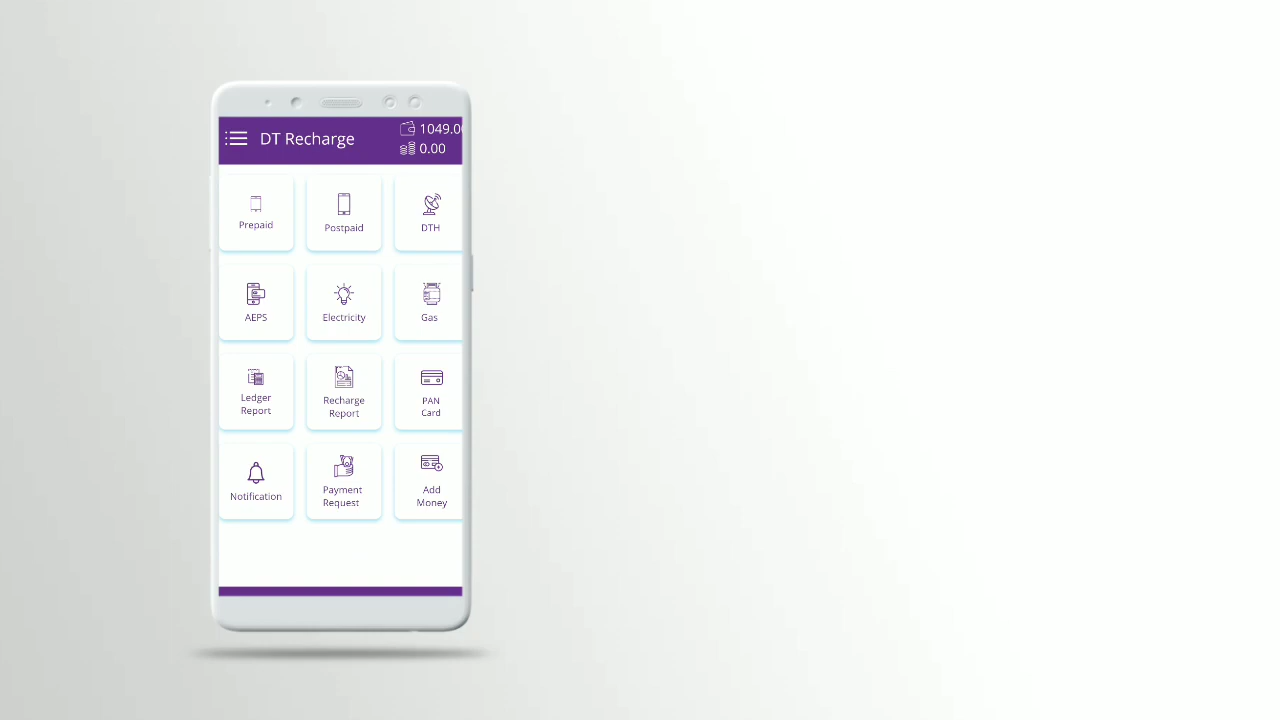 DT Recharge
1049.00
0.00
Prepaid
Postpaid
DTH
AEPS
Electricity
Gas
Ledger
Report
Recharge
Report
PAN
Card
Notification
Payment
Request
Add
Money